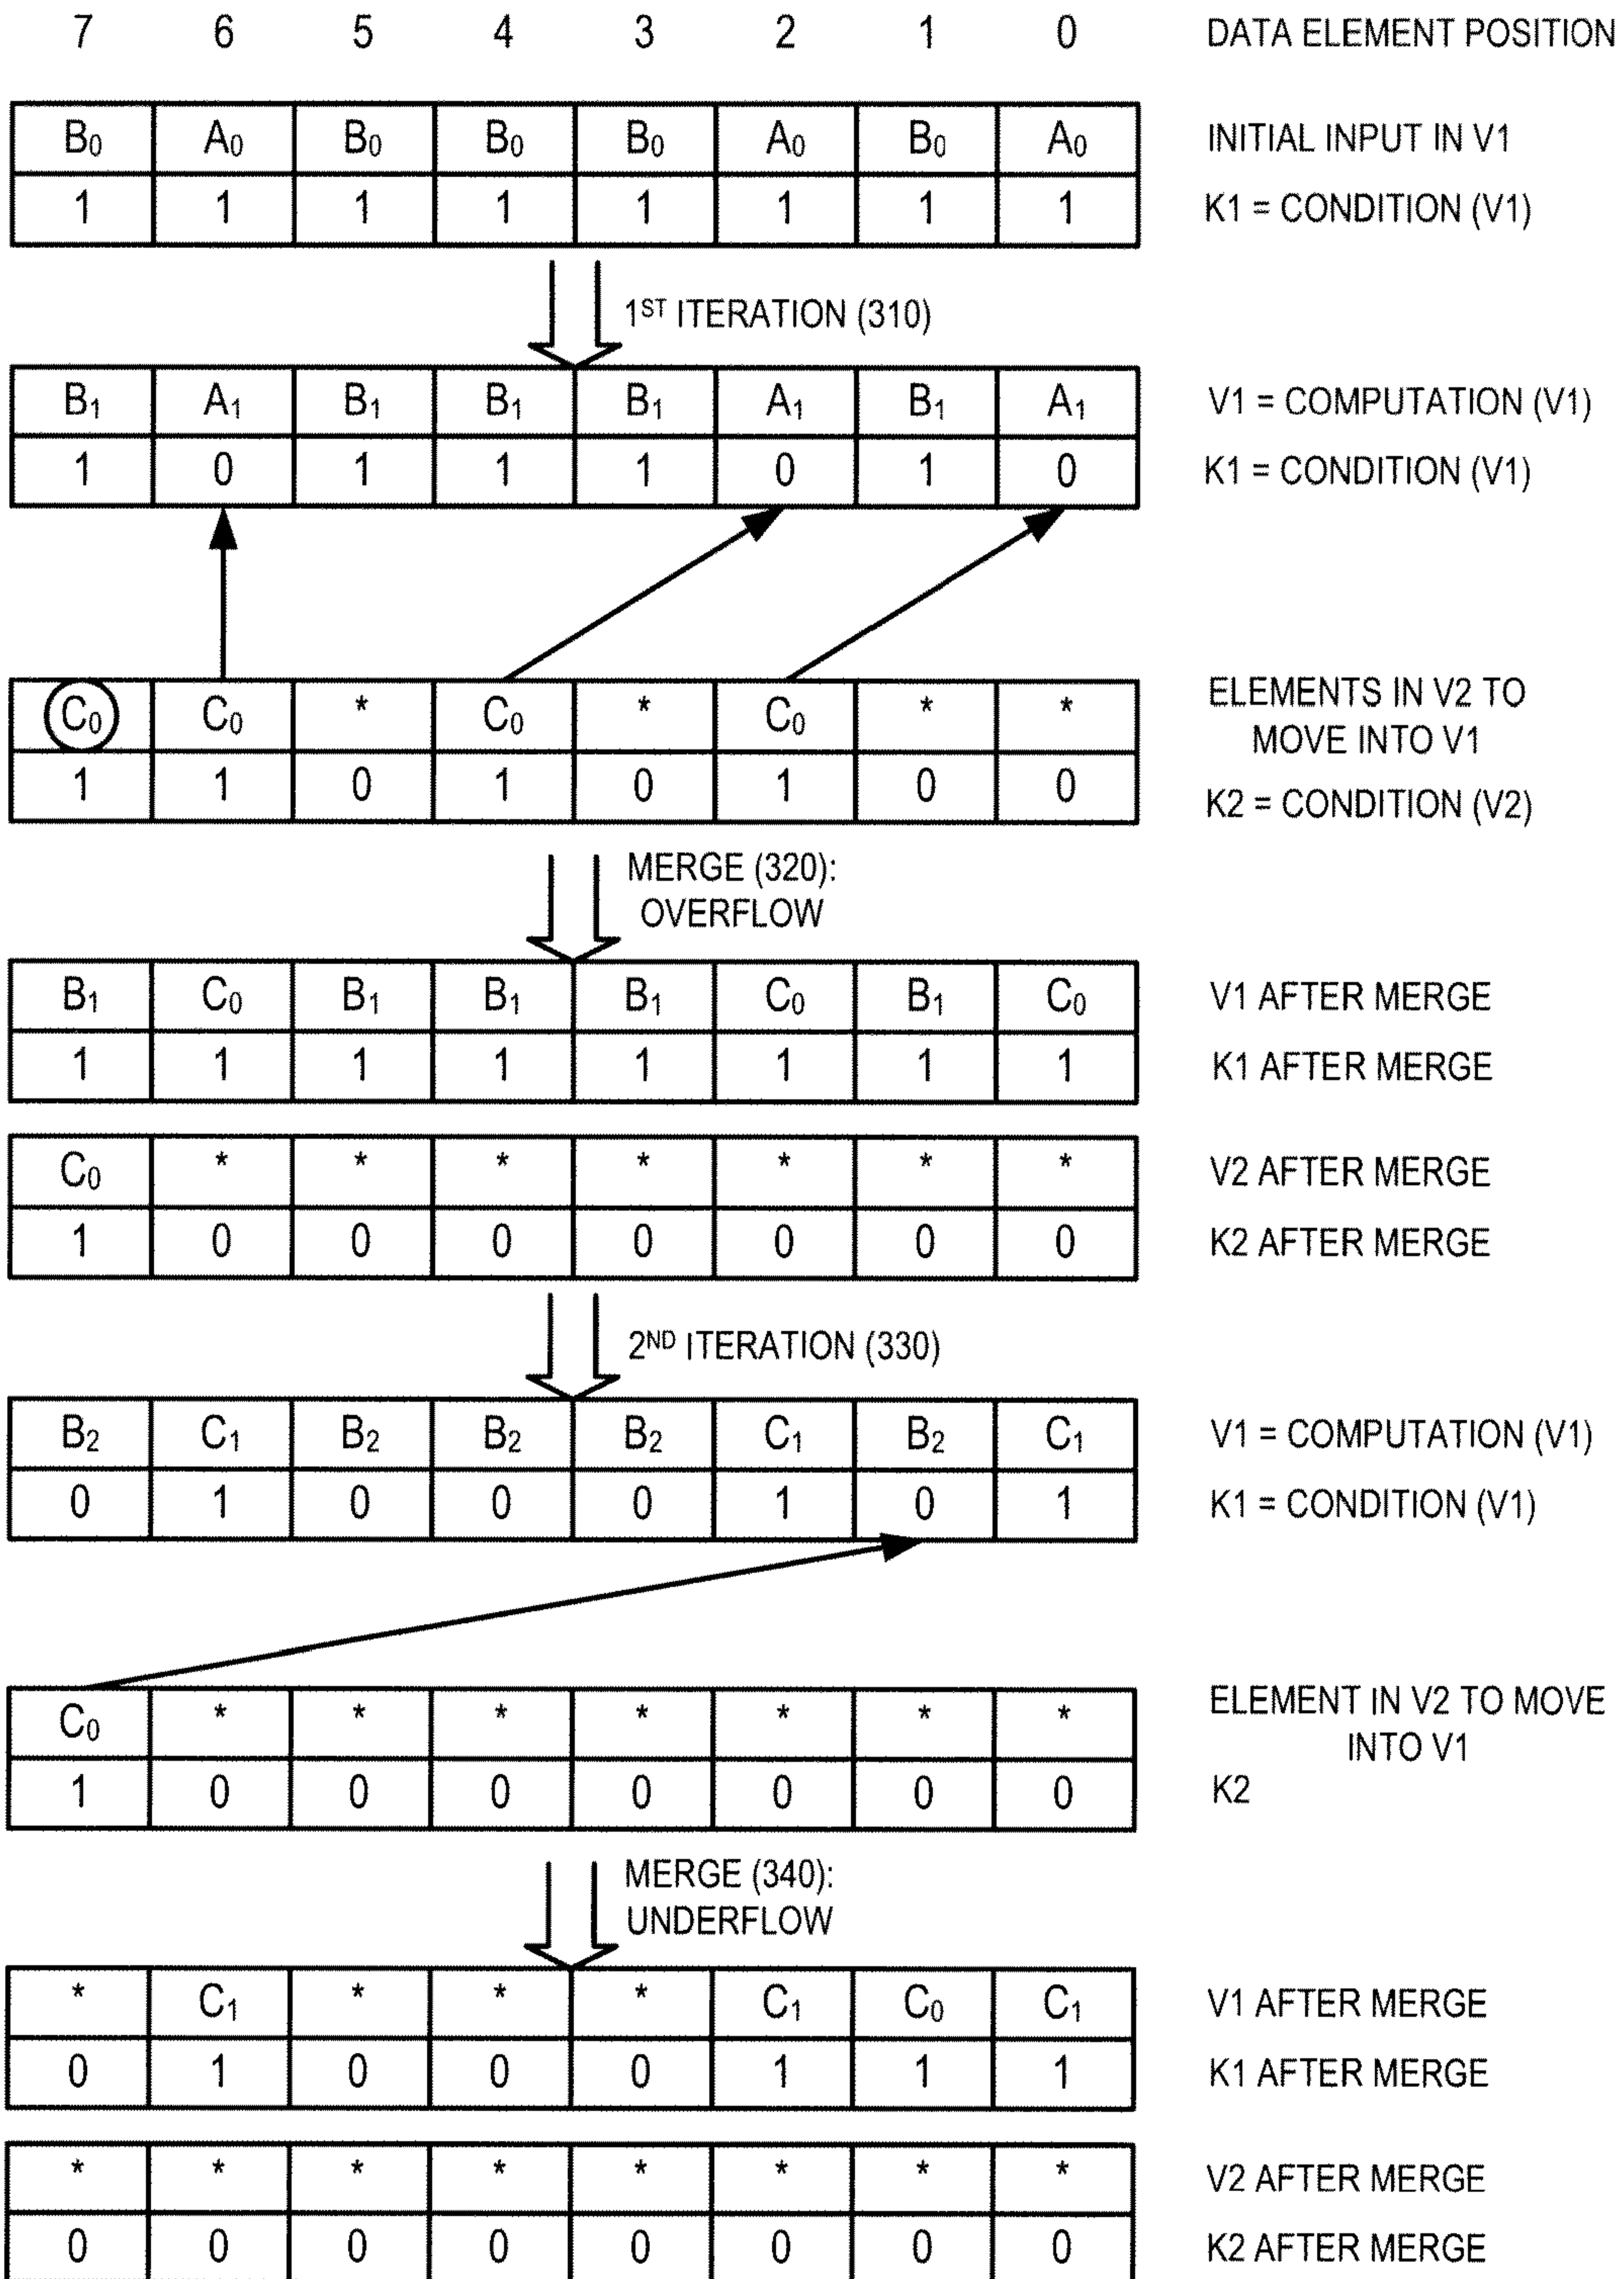 7 6 5 4 3 2 1 0 DATA ELEMENT POSITION
B₀ A₀ B₀ B₀ B₀ A₀ B₀ A₀ INITIAL INPUT IN V1
1 1 1 1 1 1 1 1 K1 = CONDITION (V1)
1ST ITERATION (310)
B₁ A₁ B₁ B₁ B₁ A₁ B₁ A₁ V1 = COMPUTATION (V1)
1 0 1 1 1 0 1 0 K1 = CONDITION (V1)
C₀ C₀ * C₀ * C₀ * * ELEMENTS IN V2 TO
MOVE INTO V1
1 1 0 1 0 1 0 0 K2 = CONDITION (V2)
MERGE (320):
OVERFLOW
B₁ C₀ B₁ B₁ B₁ C₀ B₁ C₀ V1 AFTER MERGE
1 1 1 1 1 1 1 1 K1 AFTER MERGE
C₀ * * * * * * * V2 AFTER MERGE
1 0 0 0 0 0 0 0 K2 AFTER MERGE
2ND ITERATION (330)
B₂ C₁ B₂ B₂ B₂ C₁ B₂ C₁ V1 = COMPUTATION (V1)
0 1 0 0 0 1 0 1 K1 = CONDITION (V1)
C₀ * * * * * * * ELEMENT IN V2 TO MOVE
INTO V1
1 0 0 0 0 0 0 0 K2
MERGE (340):
UNDERFLOW
* C₁ * * * C₁ C₀ C₁ V1 AFTER MERGE
0 1 0 0 0 1 1 1 K1 AFTER MERGE
* * * * * * * * V2 AFTER MERGE
0 0 0 0 0 0 0 0 K2 AFTER MERGE